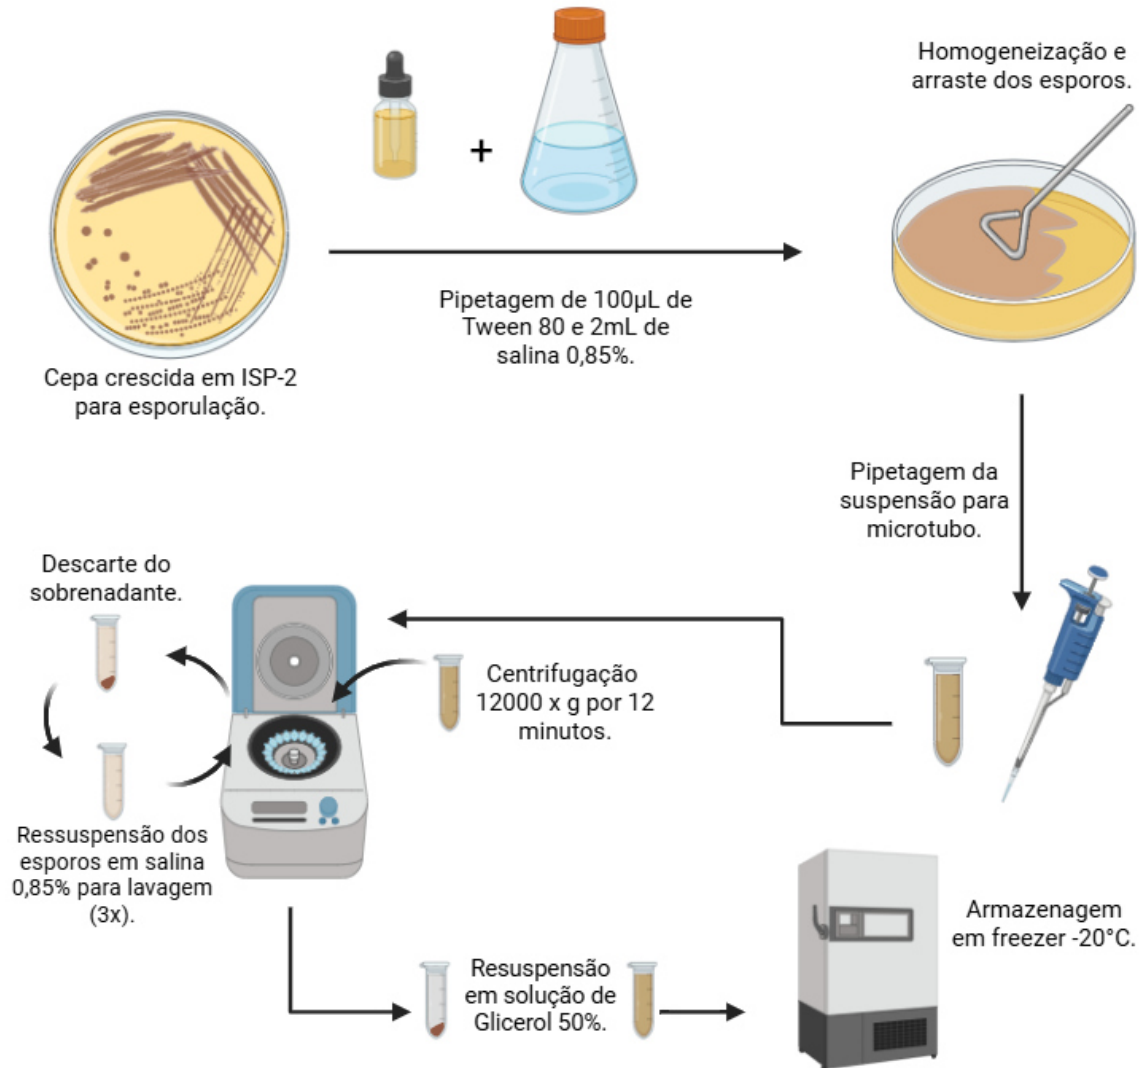 Homogeneização e
arraste dos esporos.
+
Pipetagem de 100µL de
Tween 80 e 2mL de
salina 0,85%.
Cepa crescida em ISP-2
para esporulação.
Pipetagem da
suspensão para
microtubo.
Descarte do
sobrenadante.
Centrifugação
12000 x g por 12
minutos.
Ressuspensão dos
esporos em salina
0,85% para lavagem
(3x).
Resuspensão
em solução de
Glicerol 50%.
Armazenagem
em freezer -20°C.